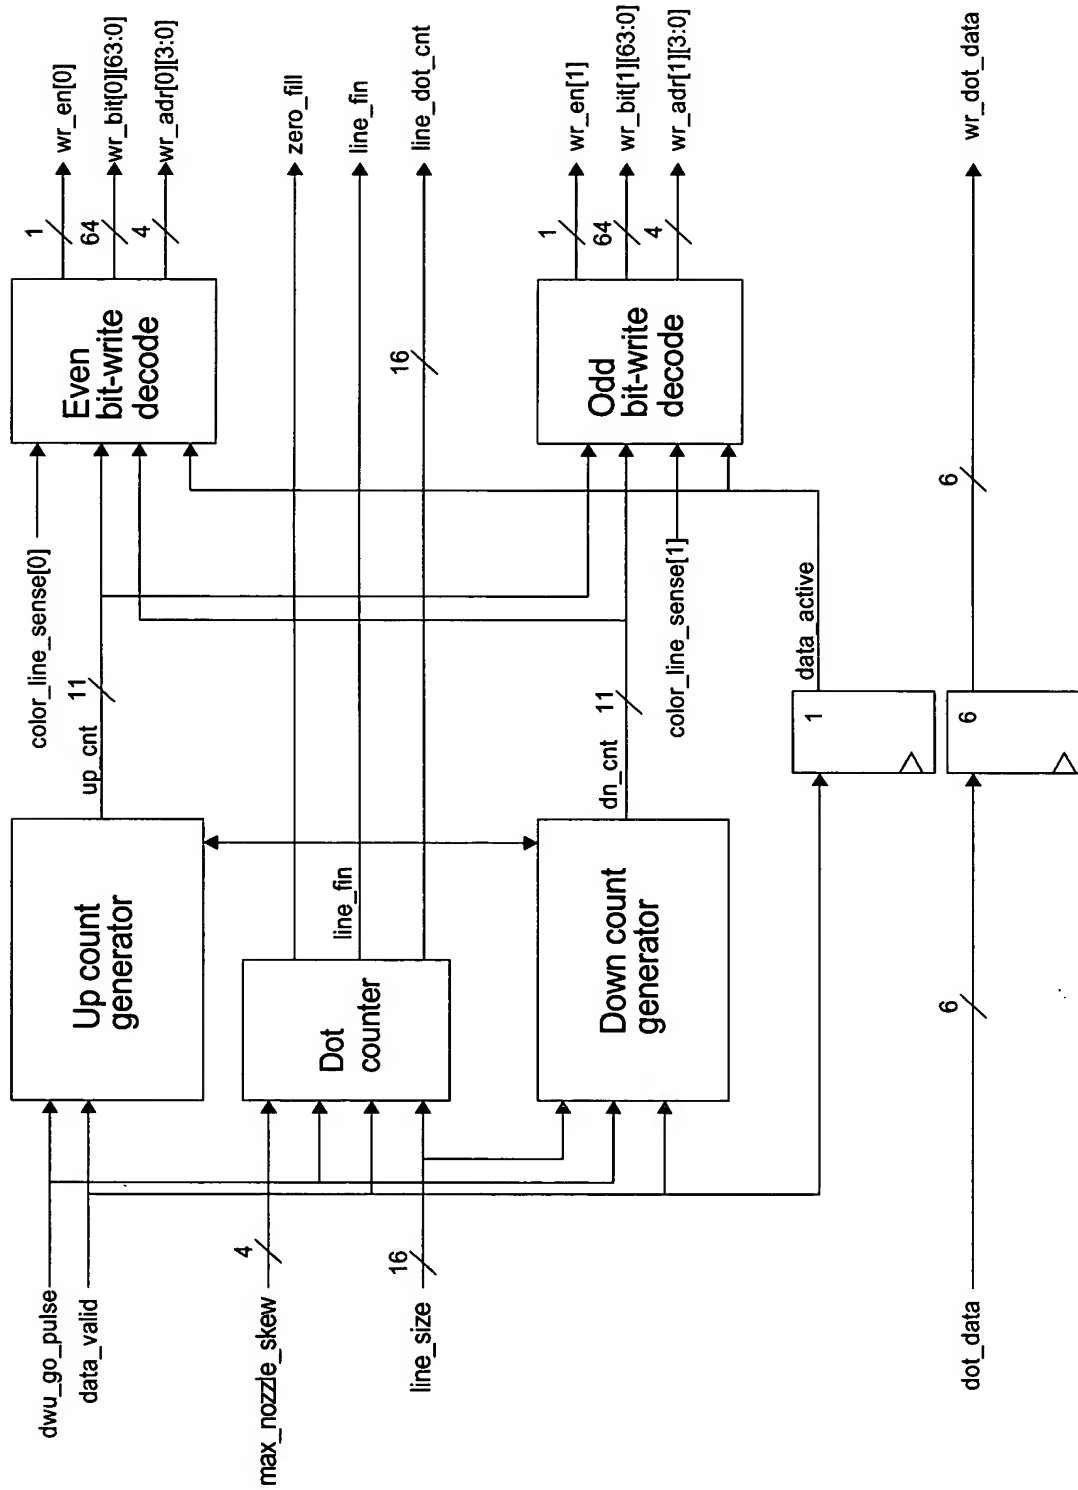 dwu_go_pulse
data_valid
max_nozzle_skew
4
line_size
16
dot_data
6
Up count
generator
Dot
counter
Down count
generator
up_cnt
11
color_line_sense[0]
line_fin
dn_cnt
11
color_line_sense[1]
1
data_active
6
6
Even
bit-write
decode
16
Odd
bit-write
decode
1
wr_en[0]
64
wr_bit[0][63:0]
4
wr_adr[0][3:0]
zero_fill
line_fin
line_dot_cnt
1
wr_en[1]
64
wr_bit[1][63:0]
4
wr_adr[1][3:0]
wr_dot_data